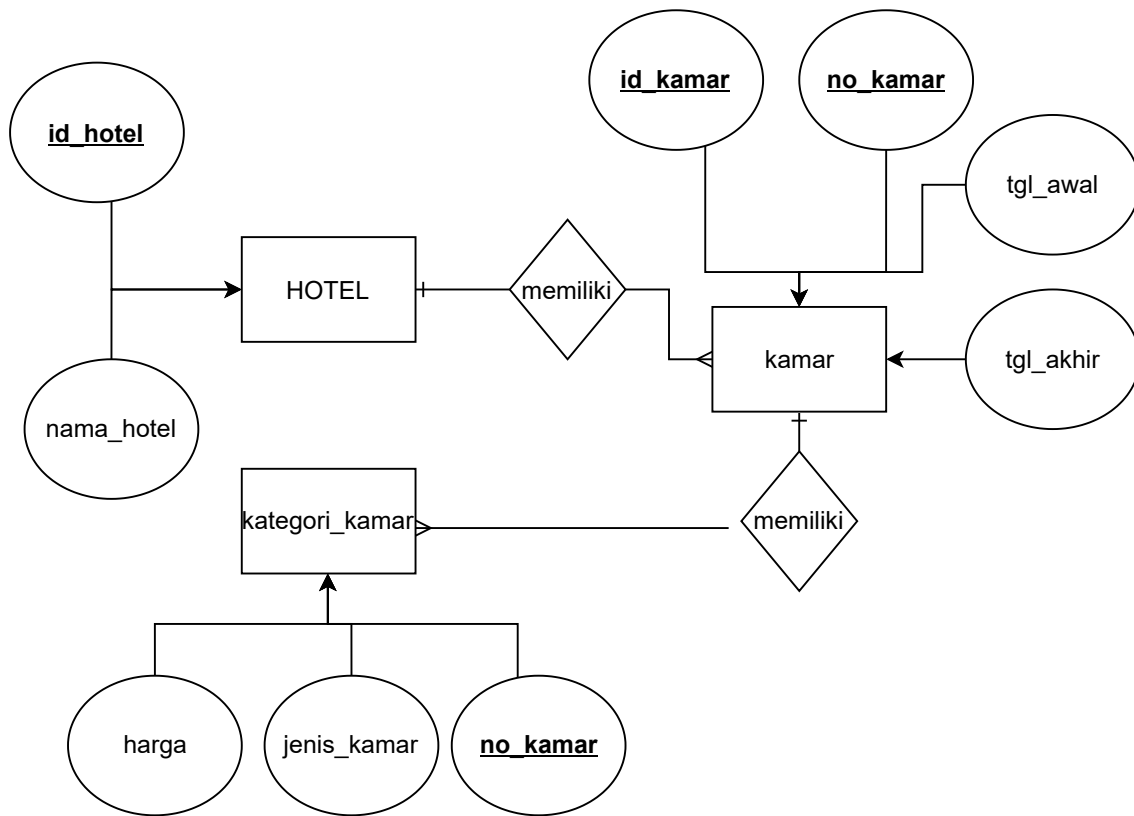 id_kamar
no_kamar
id_hotel
tgl_awal
HOTEL
memiliki
kamar
tgl_akhir
nama_hotel
kategori_kamar
memiliki
harga
jenis_kamar
no_kamar